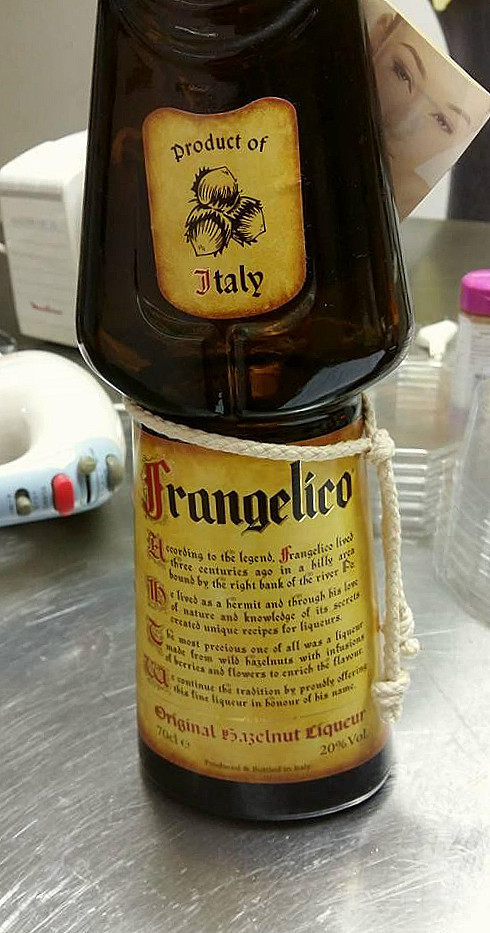 Product of
Italy
Frangelico
According to the legend, Frangelico lived
three centuries ago in a hilly area
bound by the right bank of the river Po.
He lived as a hermit and through his love
of nature and knowledge of its secrets
created unique recipes for liqueurs.
The most precious one of all was a liqueur
made from wild hazelnuts with infusions
of berries and flowers to enrich the flavour.
We continue the tradition by proudly offering
this fine liqueur in honour of his name.
Original Hazelnut Liqueur
70cl e
20% Vol.
Produced & Bottled in Italy